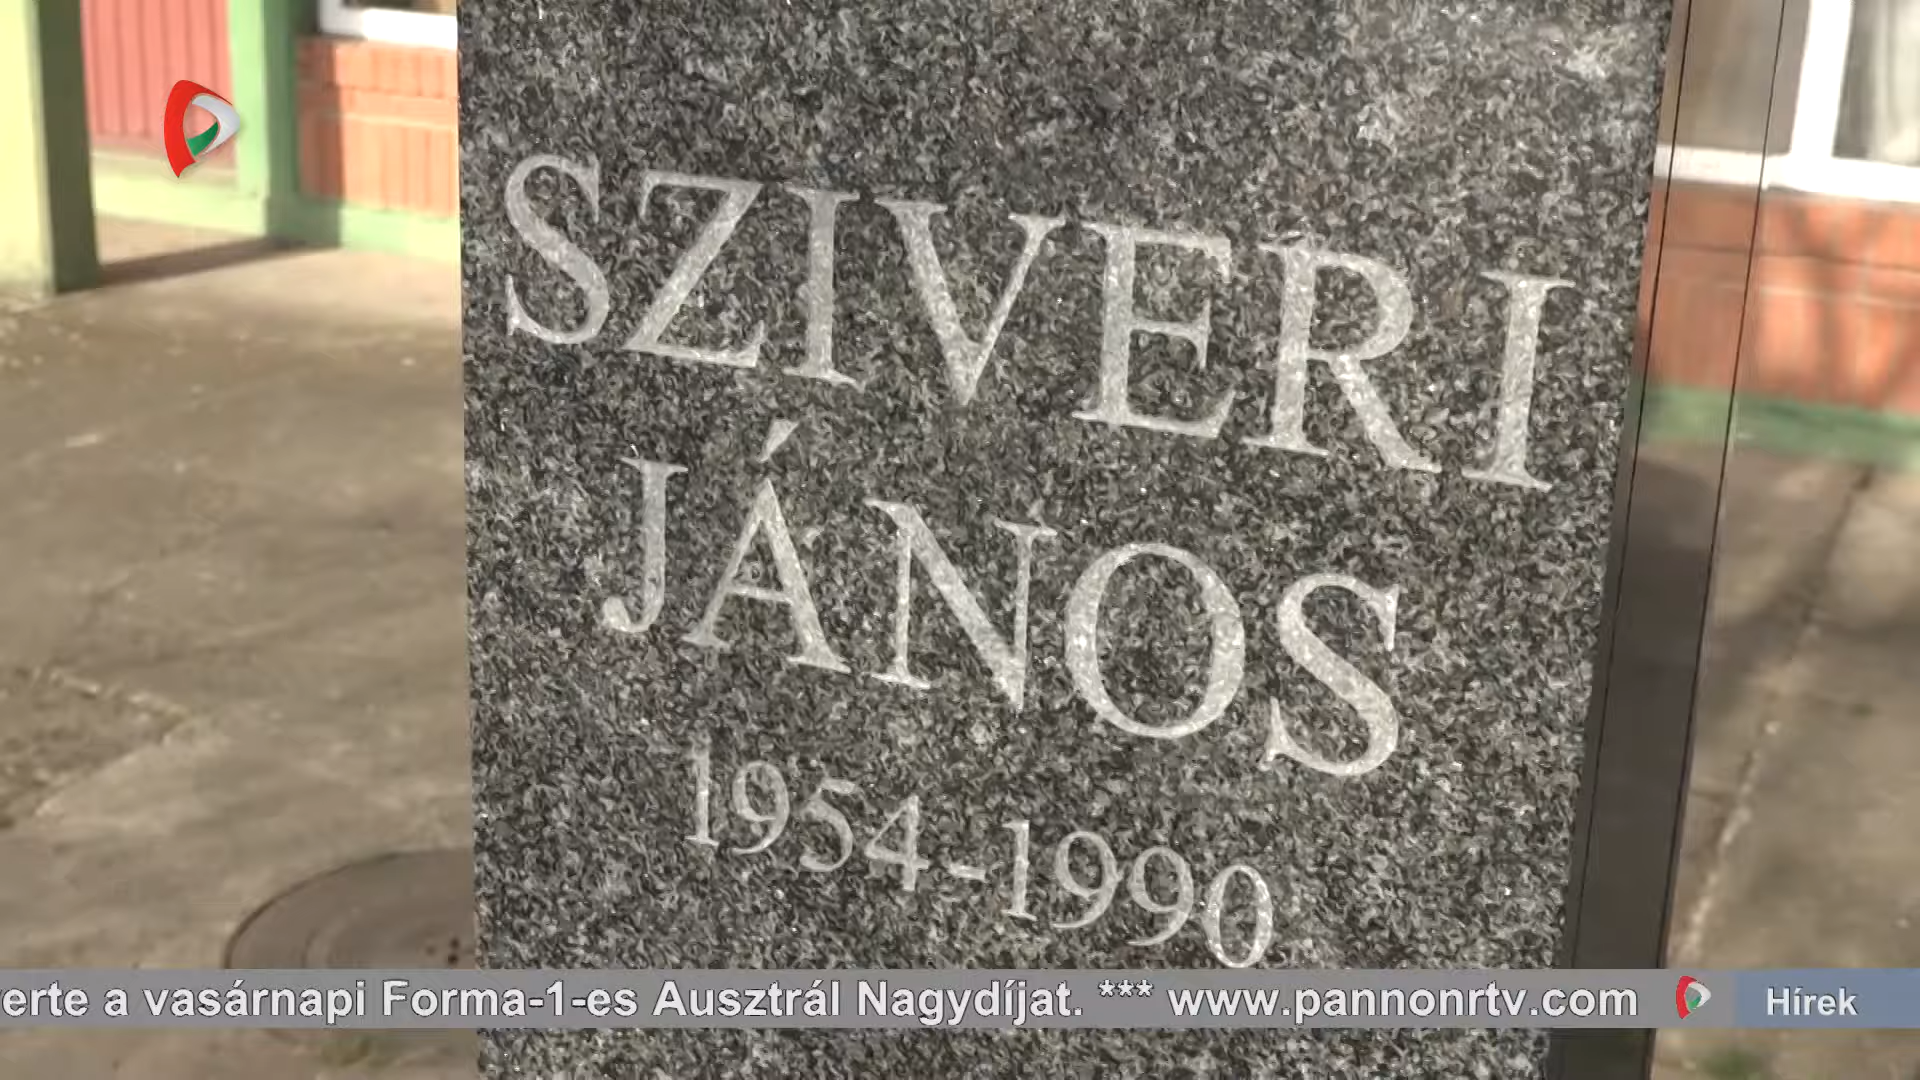 SZIVERI
JÁNOS
1954-1990
erte a vasárnapi Forma-1-es Ausztrál Nagydíjat. *** www.pannonrtv.com
Hírek